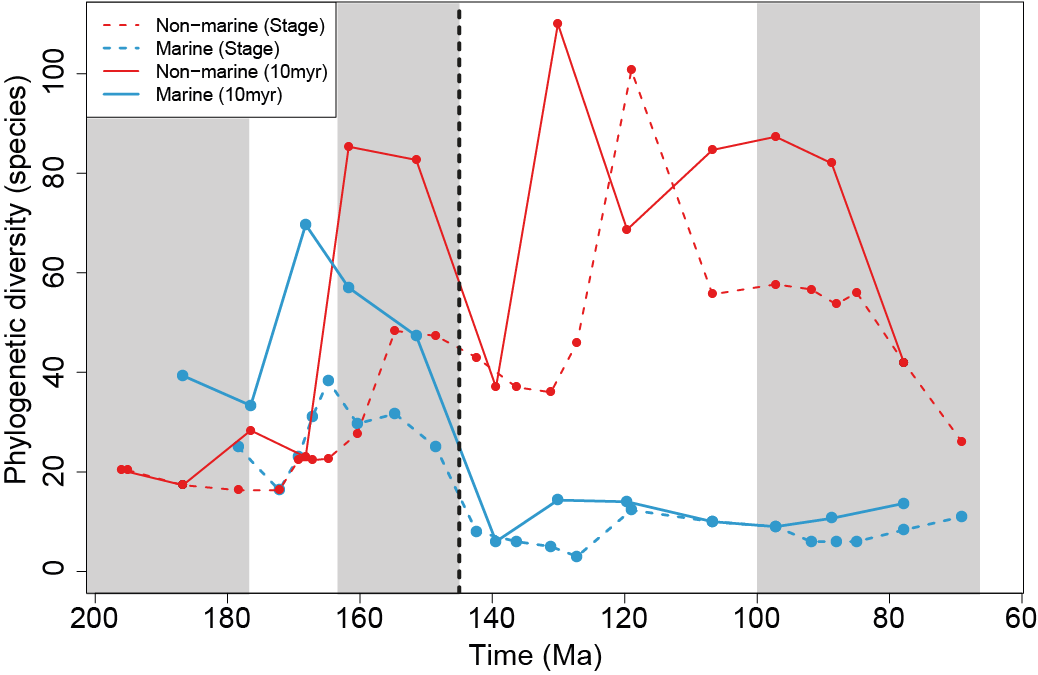 Non−marine (Stage)
Marine (Stage)
Non−marine (10myr)
Marine (10myr)
Phylogenetic diversity (species)
100
80
60
40
20
0
200 180 160 140 120 100 80 60
Time (Ma)